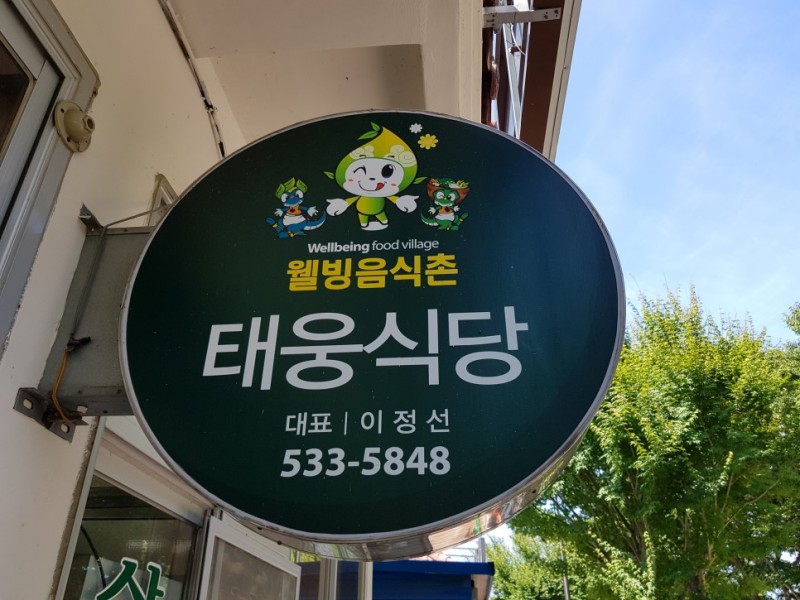 Wellbeing food village
웰빙음식촌
태웅식당
대표 | 이정선
533-5848